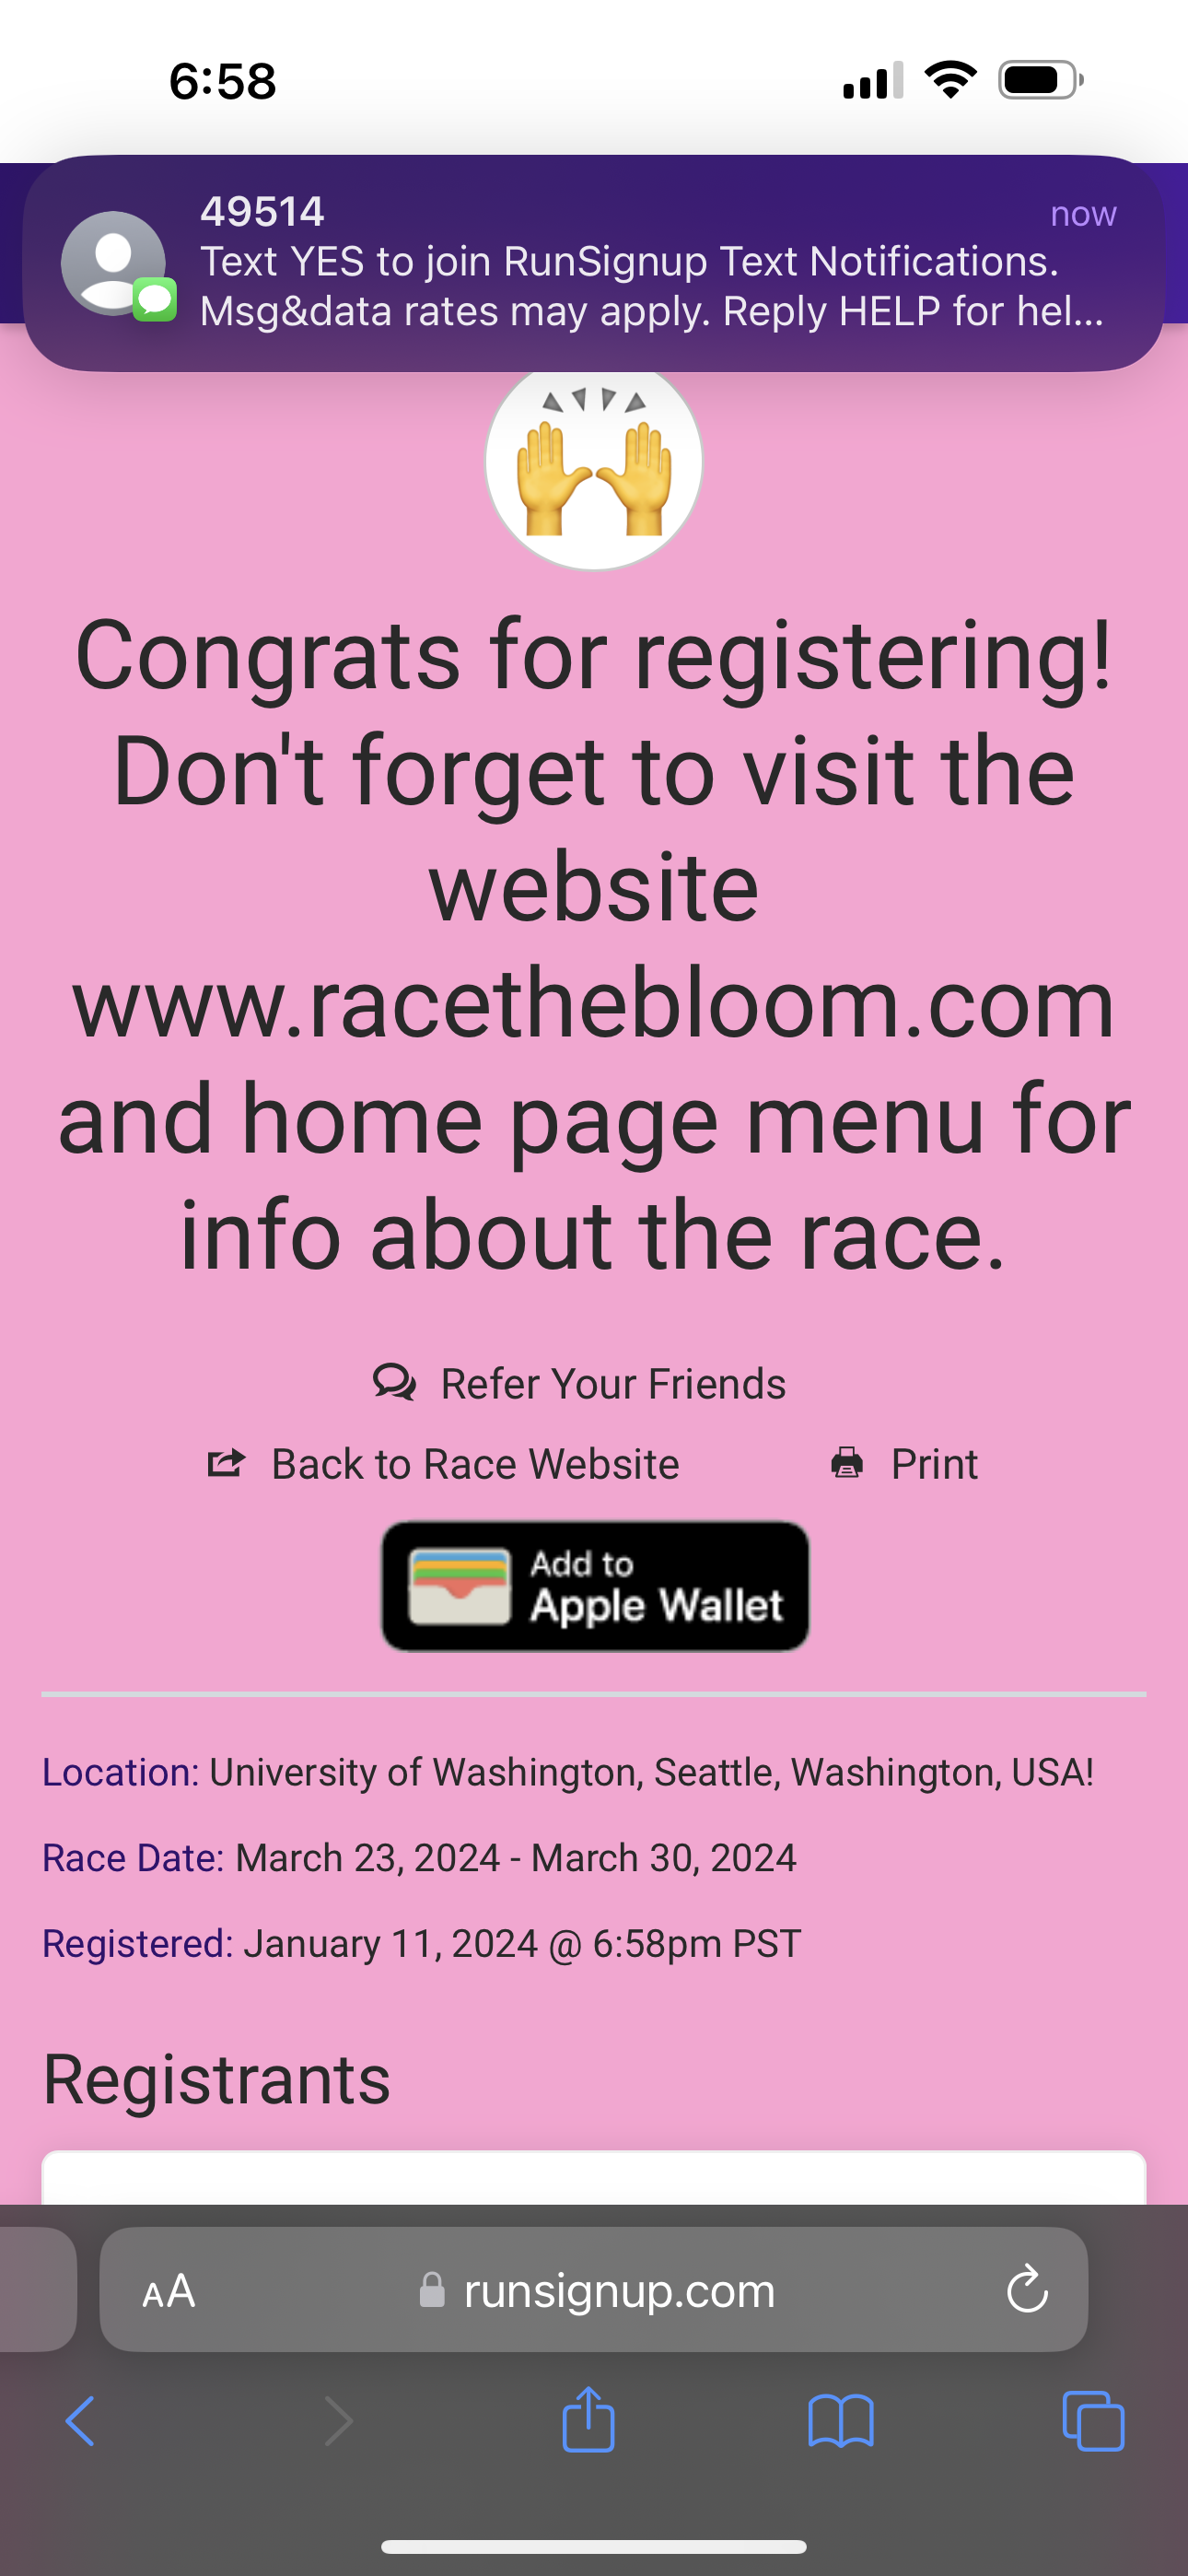 6:58
49514
now
Text YES to join RunSignup Text Notifications.
Msg&data rates may apply. Reply HELP for hel...
Congrats for registering!
Don't forget to visit the
website
www.racethebloom.com
and home page menu for
info about the race.
Refer Your Friends
Back to Race Website
Print
Add to
Apple Wallet
Location: University of Washington, Seattle, Washington, USA!
Race Date: March 23, 2024 - March 30, 2024
Registered: January 11, 2024 @ 6:58pm PST
Registrants
AA
runsignup.com